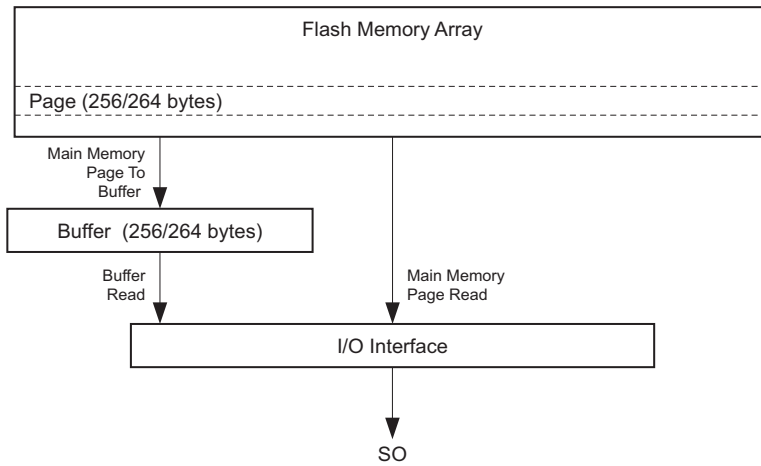 Flash Memory Array
Page (256/264 bytes)
Main Memory
Page To
Buffer
Buffer (256/264 bytes)
Buffer
Read
Main Memory
Page Read
I/O Interface
SO